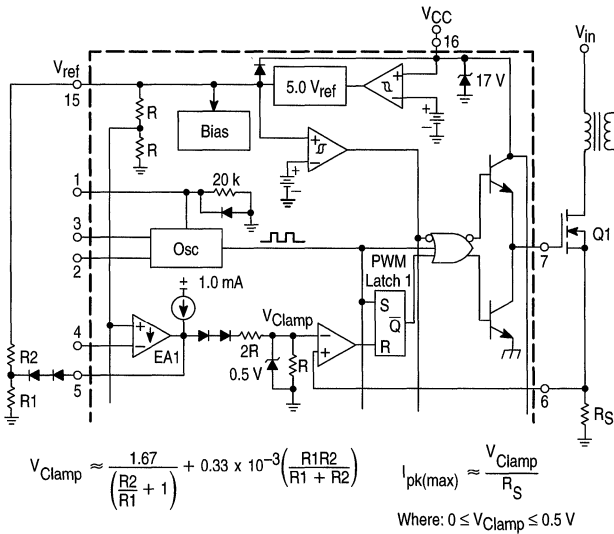 VCC
16
Vin
Vref
15
5.0 Vref
17 V
R
R
Bias
+
−
+
−
+
−
+
−
1
20 k
3
2
Osc
7
Q1
+
1.0 mA
PWM
Latch 1
S
Q̅
R
VClamp
4
+
−
EA1
2R
0.5 V
R
−
+
R2
R1
5
6
RS
VClamp ≈ 1.67 / (R2/R1 + 1) + 0.33 x 10⁻³ (R1R2 / (R1 + R2))
Ipk(max) ≈ VClamp / RS
Where: 0 ≤ VClamp ≤ 0.5 V